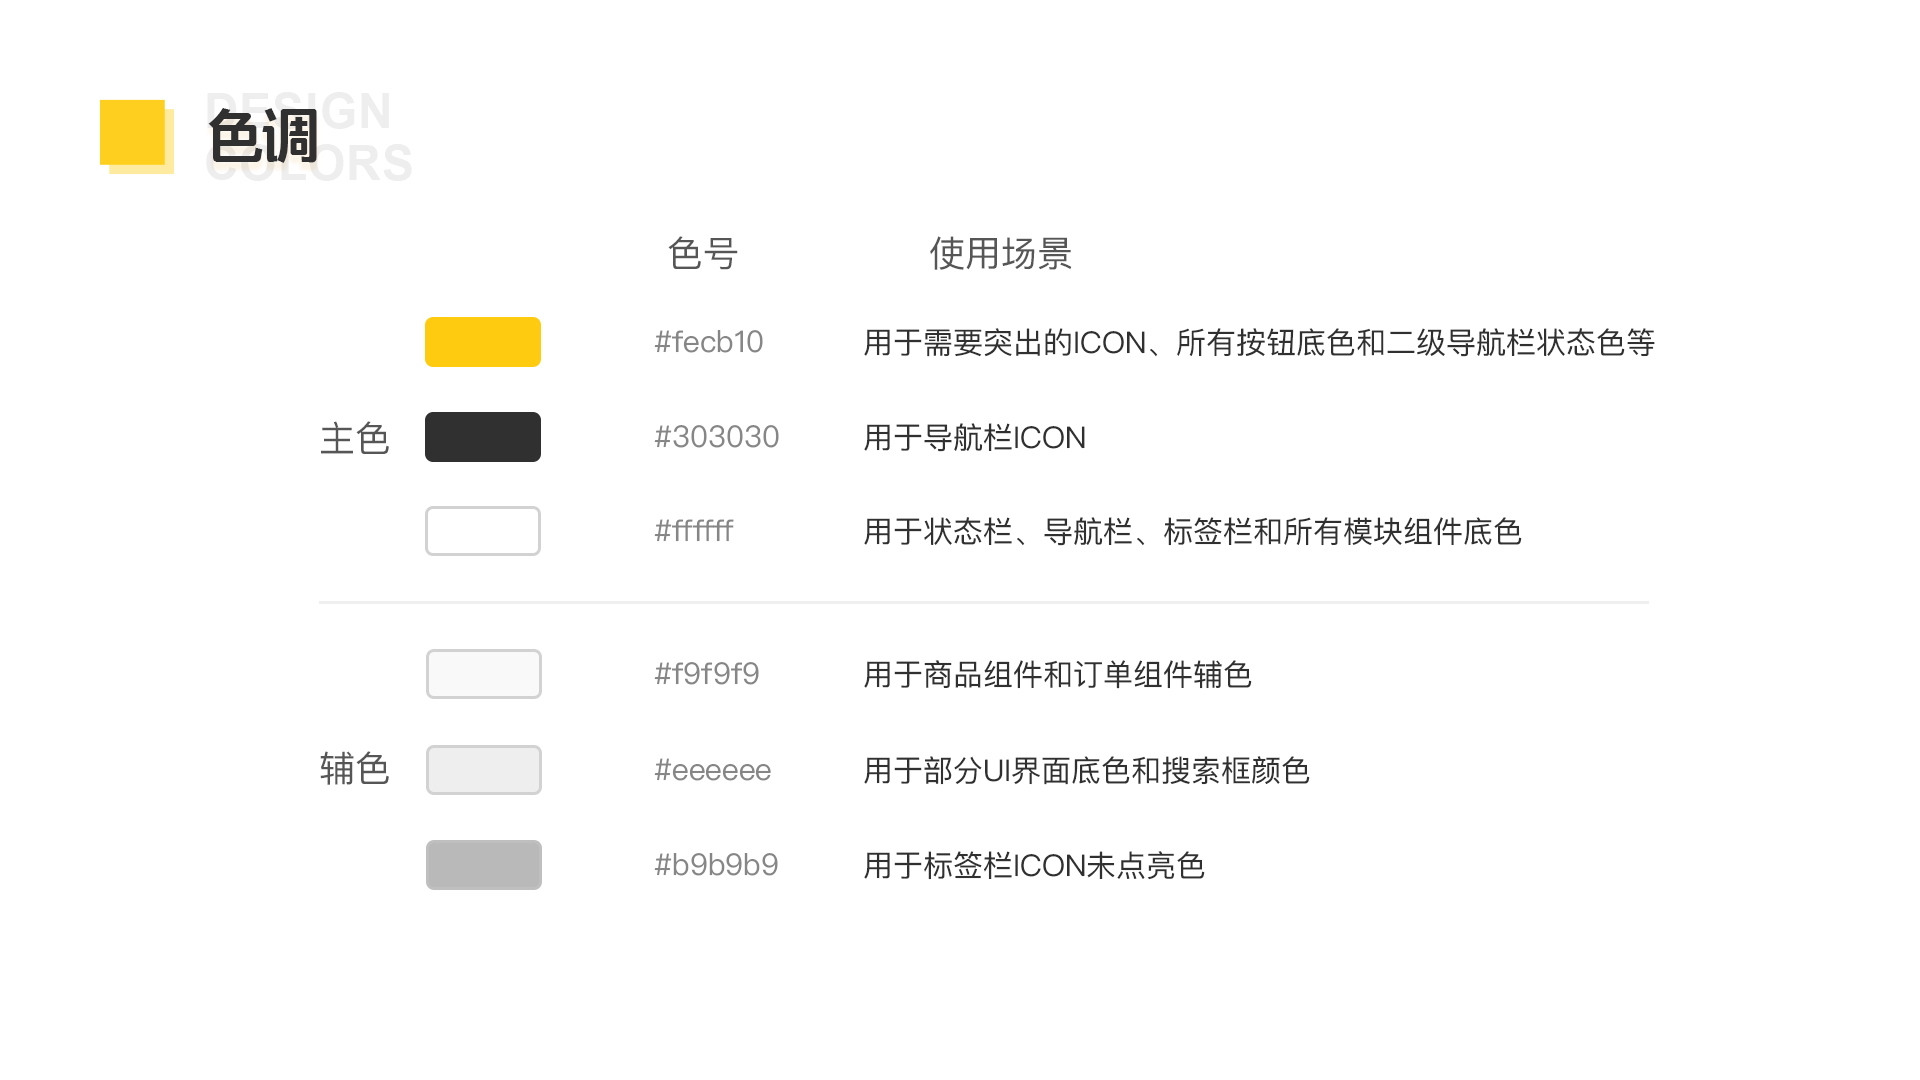 DESIGN
COLORS
色调
色号 使用场景
#fecb10 用于需要突出的ICON、所有按钮底色和二级导航栏状态色等
主色 #303030 用于导航栏ICON
#ffffff 用于状态栏、导航栏、标签栏和所有模块组件底色
#f9f9f9 用于商品组件和订单组件辅色
辅色 #eeeeee 用于部分UI界面底色和搜索框颜色
#b9b9b9 用于标签栏ICON未点亮色